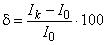 δ = (I_k − I_0) / I_0 · 100